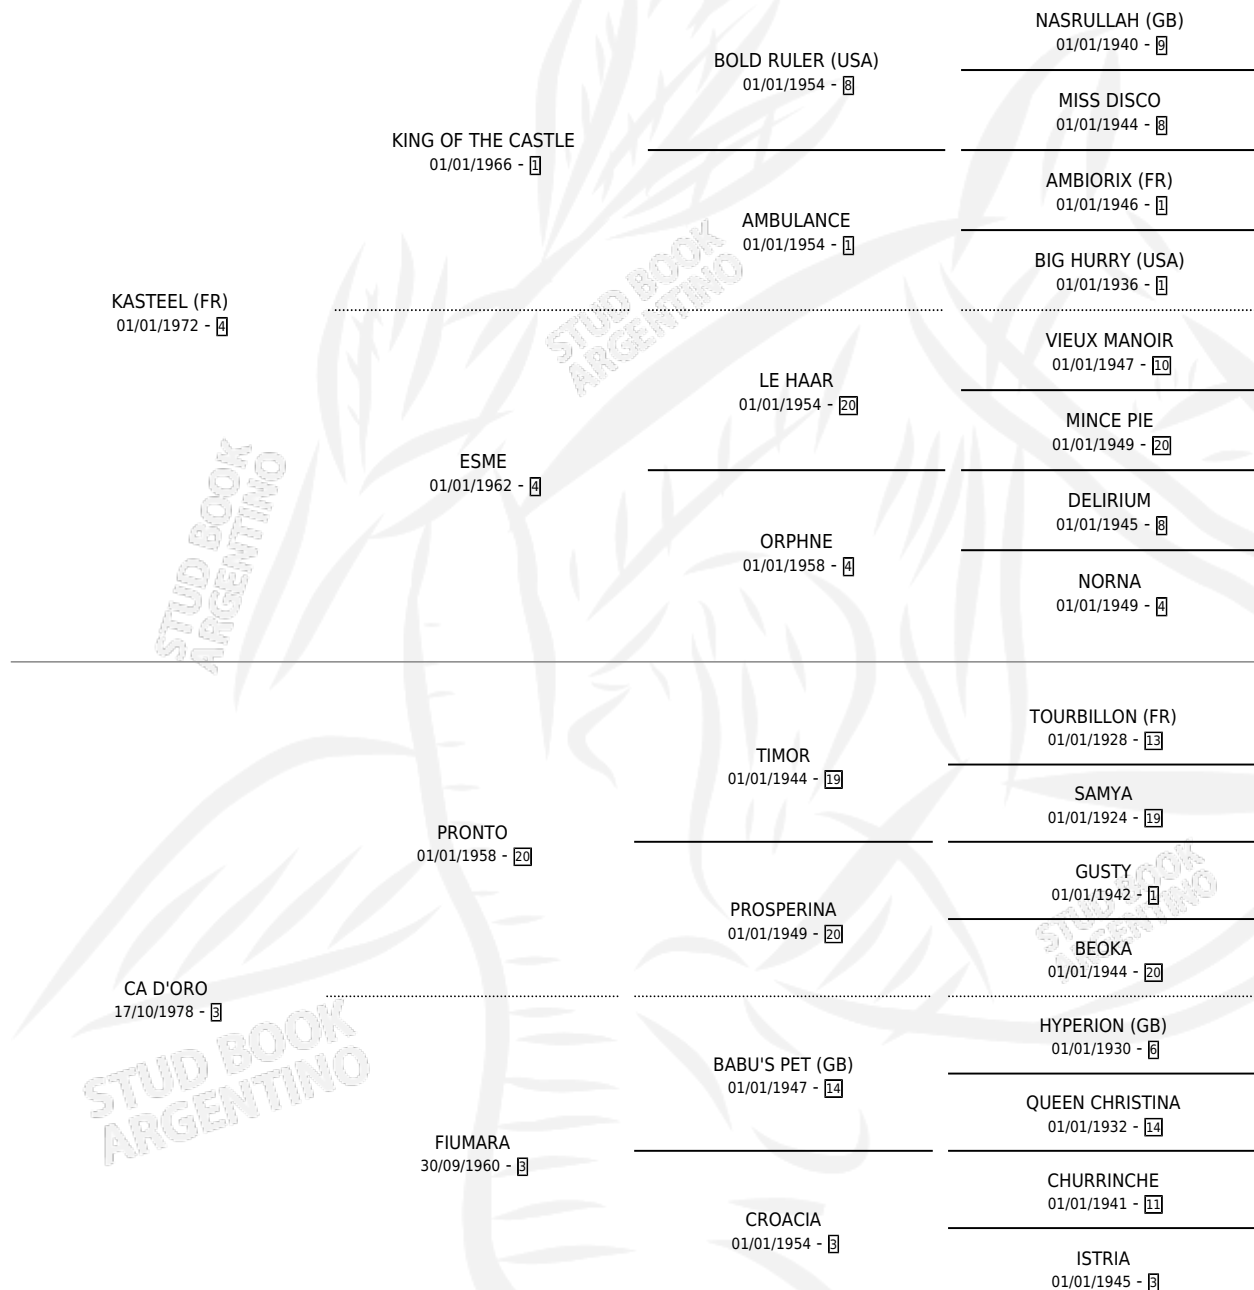 NASRULLAH (GB)
01/01/1940 - 9
BOLD RULER (USA)
01/01/1954 - 8
MISS DISCO
01/01/1944 - 8
KING OF THE CASTLE
01/01/1966 - 1
AMBIORIX (FR)
01/01/1946 - 1
AMBULANCE
01/01/1954 - 1
BIG HURRY (USA)
01/01/1936 - 1
KASTEEL (FR)
01/01/1972 - 4
VIEUX MANOIR
01/01/1947 - 10
LE HAAR
01/01/1954 - 20
MINCE PIE
01/01/1949 - 20
ESME
01/01/1962 - 4
DELIRIUM
01/01/1945 - 8
ORPHNE
01/01/1958 - 4
NORNA
01/01/1949 - 4
TOURBILLON (FR)
01/01/1928 - 13
TIMOR
01/01/1944 - 19
SAMYA
01/01/1924 - 19
PRONTO
01/01/1958 - 20
GUSTY
01/01/1942 - 1
PROSPERINA
01/01/1949 - 20
BEOKA
01/01/1944 - 20
CA D'ORO
17/10/1978 - 3
HYPERION (GB)
01/01/1930 - 6
BABU'S PET (GB)
01/01/1947 - 14
QUEEN CHRISTINA
01/01/1932 - 14
FIUMARA
30/09/1960 - 3
CHURRINCHE
01/01/1941 - 11
CROACIA
01/01/1954 - 3
ISTRIA
01/01/1945 - 3
STUD BOOK
ARGENTINO
STUD BOOK
ARGENTINO
STUD BOOK
ARGENTINO
STUD BOOK
ARGENTINO